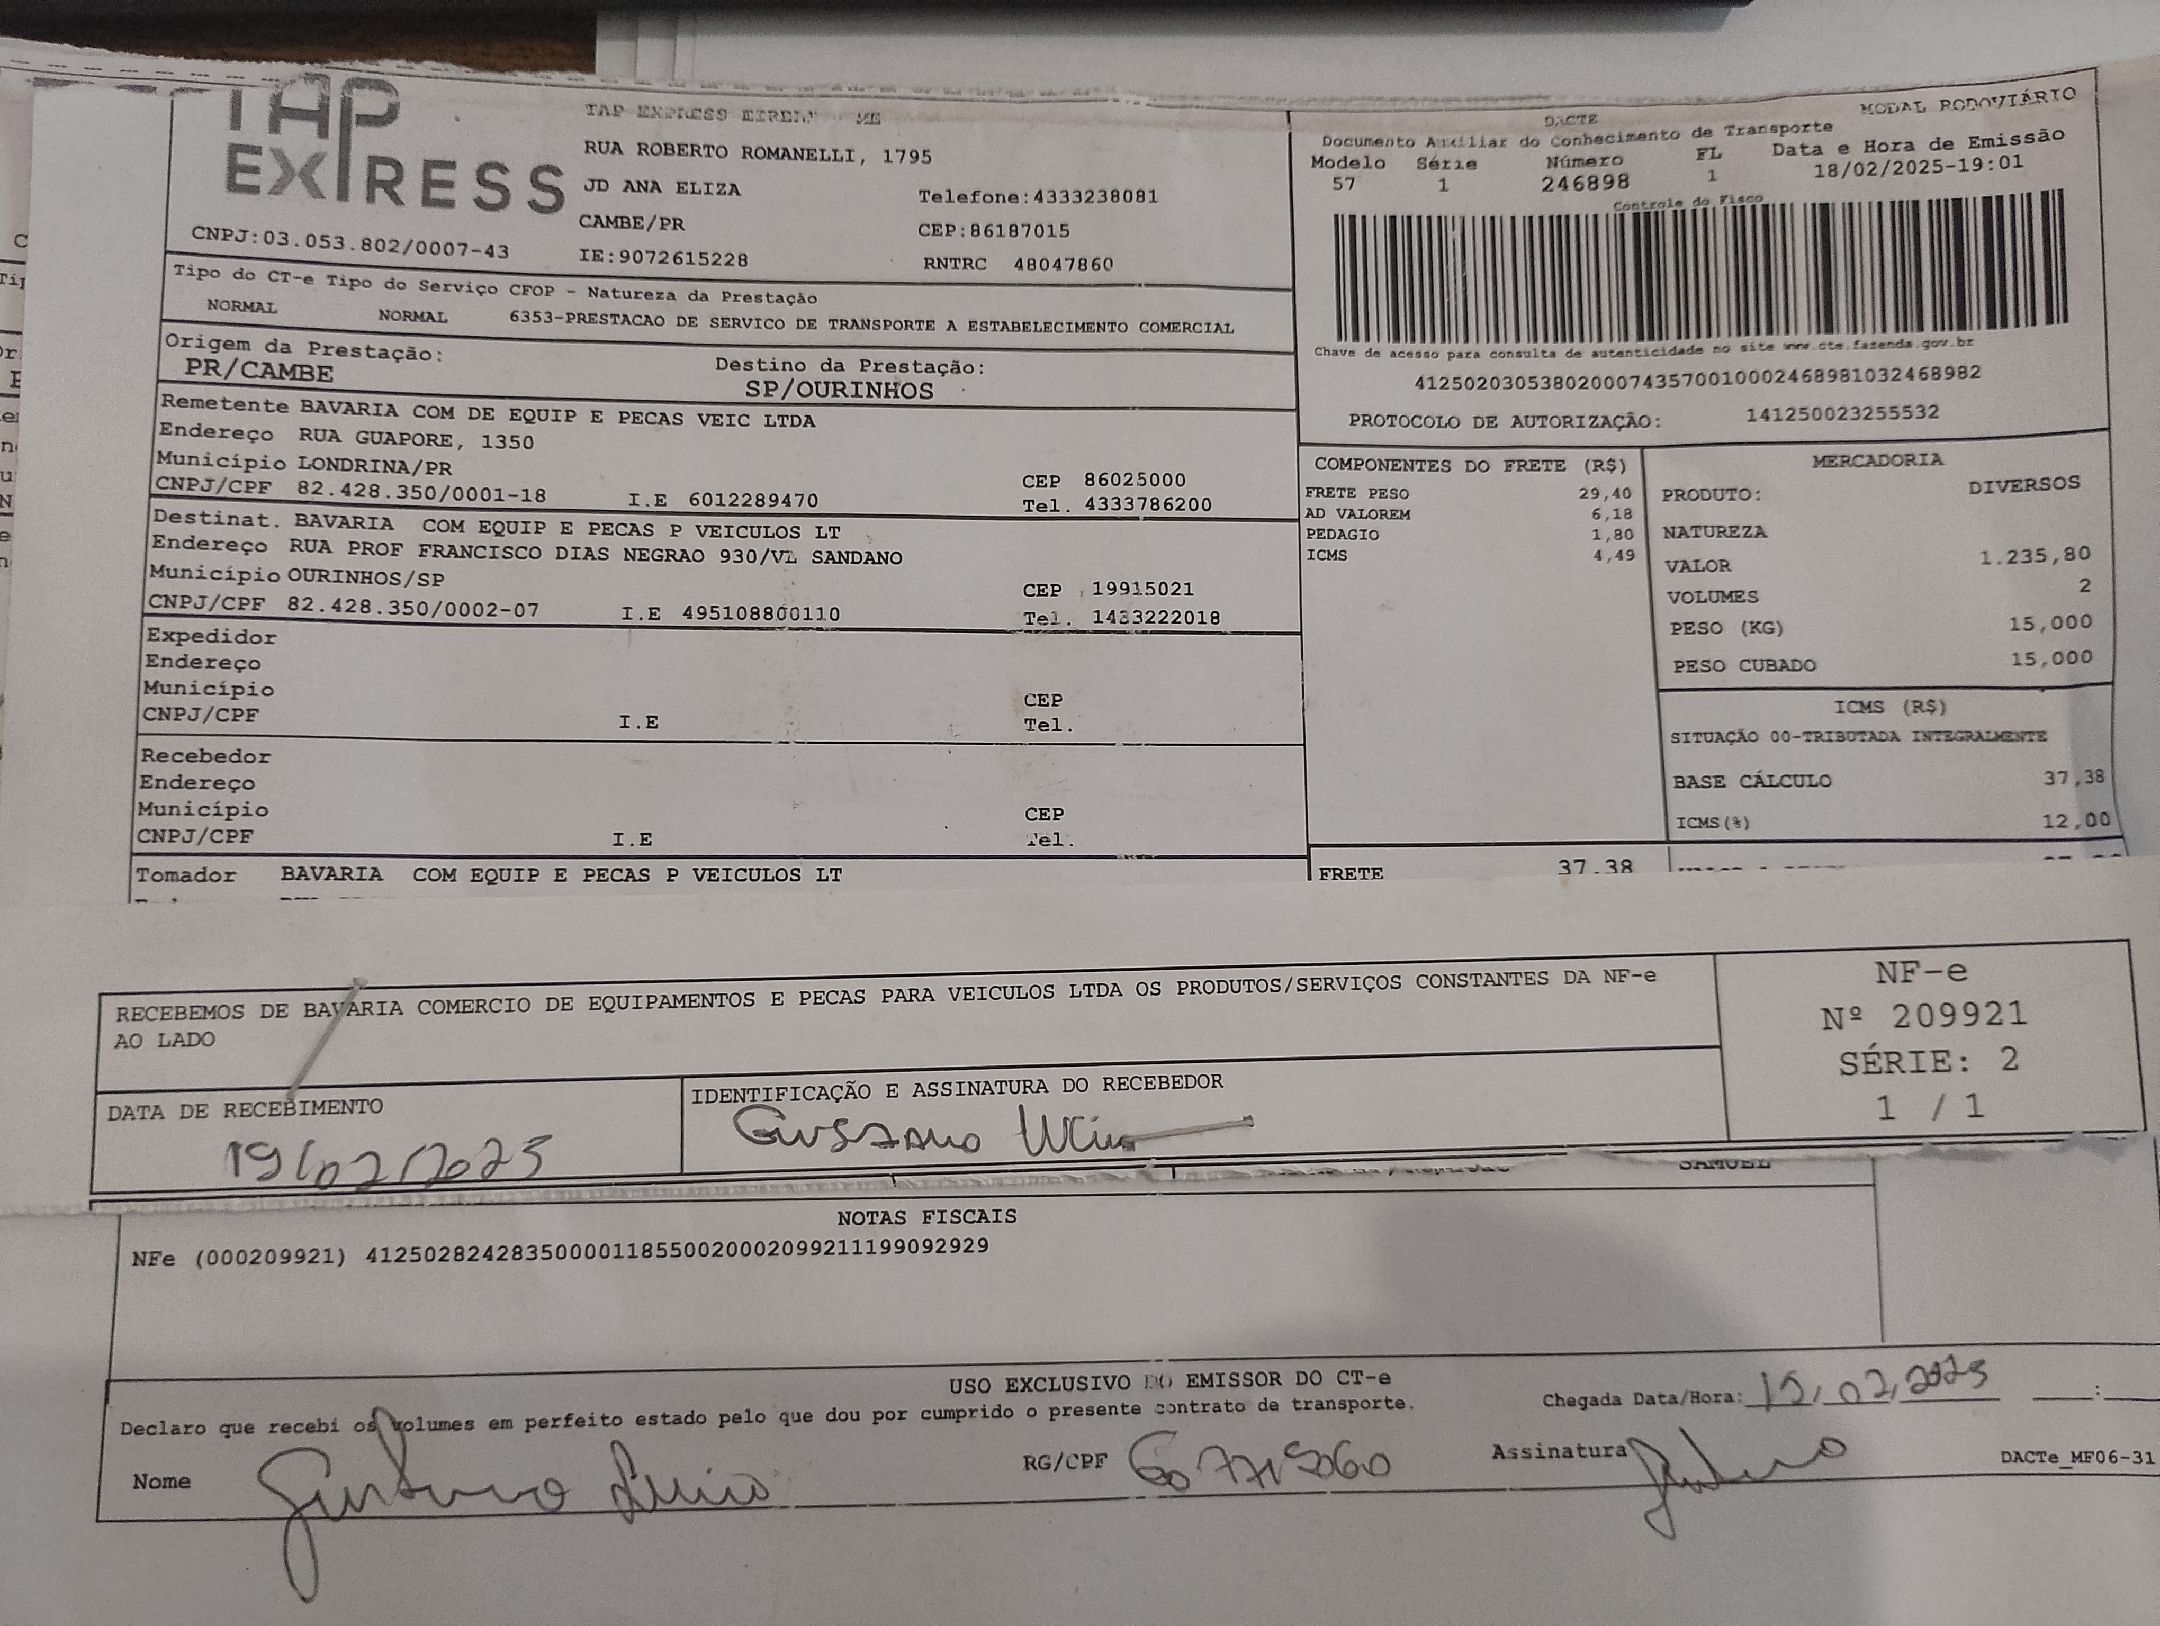 TAP EXPRESS
TAP EXPRESS EIRELI ME
RUA ROBERTO ROMANELLI, 1795
JD ANA ELIZA Telefone:4333238081
CAMBE/PR CEP:86187015
CNPJ:03.053.802/0007-43 IE:9072615228 RNTRC 48047860
DACTE MODAL RODOVIÁRIO
Documento Auxiliar do Conhecimento de Transporte
Modelo Série Número FL Data e Hora de Emissão
57 1 246898 1 18/02/2025-19:01
Controle do Fisco
Chave de acesso para consulta de autenticidade no site www.cte.fazenda.gov.br
41250203053802000743570010002468981032468982
PROTOCOLO DE AUTORIZAÇÃO: 141250023255532
Tipo do CT-e Tipo do Serviço CFOP - Natureza da Prestação
NORMAL NORMAL 6353-PRESTACAO DE SERVICO DE TRANSPORTE A ESTABELECIMENTO COMERCIAL
Origem da Prestação: Destino da Prestação:
PR/CAMBE SP/OURINHOS
Remetente BAVARIA COM DE EQUIP E PECAS VEIC LTDA
Endereço RUA GUAPORE, 1350
Município LONDRINA/PR CEP 86025000
CNPJ/CPF 82.428.350/0001-18 I.E 6012289470 Tel. 4333786200
Destinat. BAVARIA COM EQUIP E PECAS P VEICULOS LT
Endereço RUA PROF FRANCISCO DIAS NEGRAO 930/VL SANDANO
Município OURINHOS/SP CEP 19915021
CNPJ/CPF 82.428.350/0002-07 I.E 495108800110 Tel. 1433222018
Expedidor
Endereço
Município CEP
CNPJ/CPF I.E Tel.
Recebedor
Endereço
Município CEP
CNPJ/CPF I.E Tel.
Tomador BAVARIA COM EQUIP E PECAS P VEICULOS LT
COMPONENTES DO FRETE (R$)
FRETE PESO 29,40
AD VALOREM 6,18
PEDAGIO 1,80
ICMS 4,49
FRETE 37.38
MERCADORIA
PRODUTO: DIVERSOS
NATUREZA
VALOR 1.235,80
VOLUMES 2
PESO (KG) 15,000
PESO CUBADO 15,000
ICMS (R$)
SITUAÇÃO 00-TRIBUTADA INTEGRALMENTE
BASE CÁLCULO 37,38
ICMS(%) 12,00
RECEBEMOS DE BAVARIA COMERCIO DE EQUIPAMENTOS E PECAS PARA VEICULOS LTDA OS PRODUTOS/SERVIÇOS CONSTANTES DA NF-e
AO LADO
DATA DE RECEBIMENTO
19/02/2025
IDENTIFICAÇÃO E ASSINATURA DO RECEBEDOR
Gustavo
NF-e
Nº 209921
SÉRIE: 2
1 / 1
SAMUEL
NOTAS FISCAIS
NFe (000209921) 41250282428350000118550020002099211199092929
USO EXCLUSIVO DO EMISSOR DO CT-e
Declaro que recebi os volumes em perfeito estado pelo que dou por cumprido o presente contrato de transporte. Chegada Data/Hora: 19/02/2025 :
Nome Gustavo RG/CPF Assinatura DACTe_MF06-31